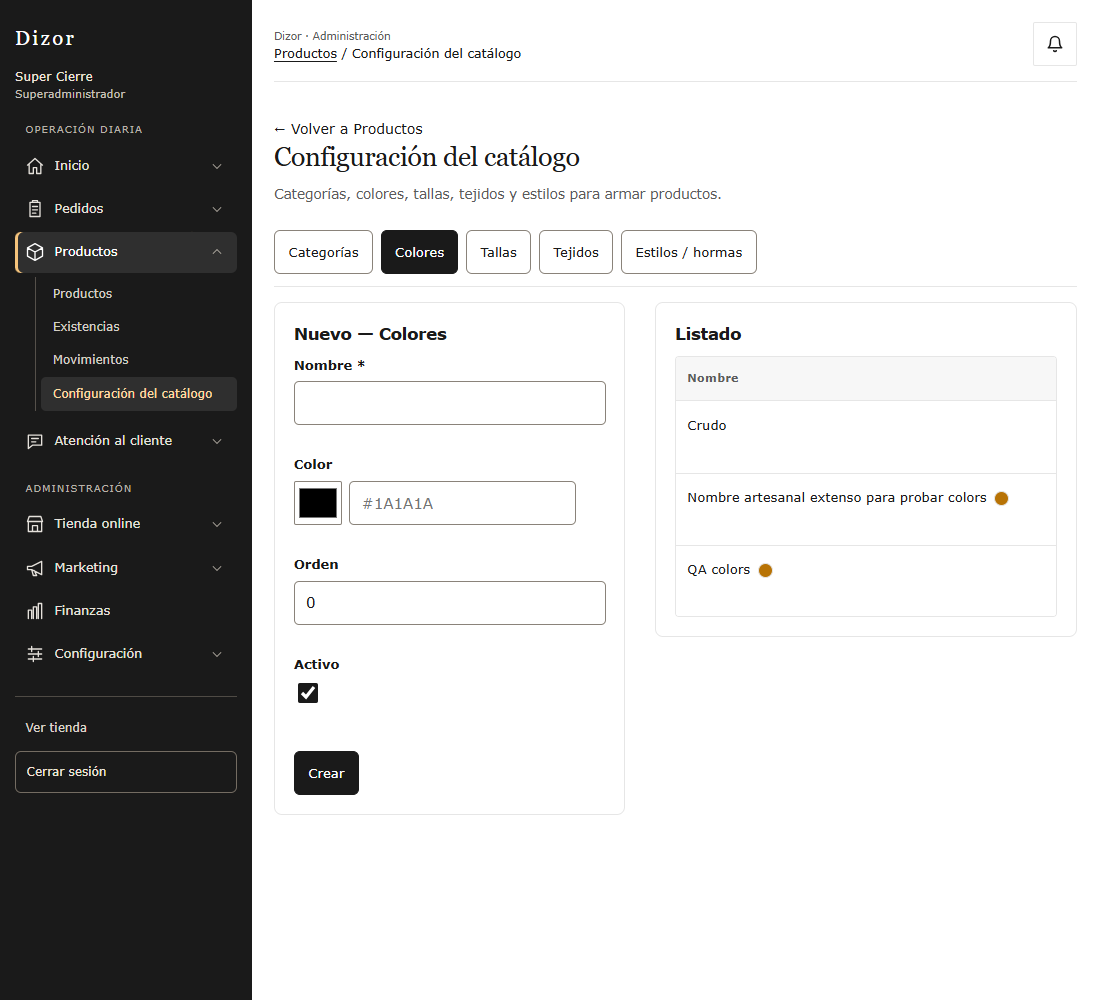 Dizor
Super Cierre
Superadministrador
OPERACIÓN DIARIA
Inicio
Pedidos
Productos
Productos
Existencias
Movimientos
Configuración del catálogo
Atención al cliente
ADMINISTRACIÓN
Tienda online
Marketing
Finanzas
Configuración
Ver tienda
Cerrar sesión
Dizor · Administración
Productos / Configuración del catálogo
← Volver a Productos
Configuración del catálogo
Categorías, colores, tallas, tejidos y estilos para armar productos.
Categorías Colores Tallas Tejidos Estilos / hormas
Nuevo — Colores
Nombre *
Color
#1A1A1A
Orden
0
Activo
Crear
Listado
Nombre
Crudo
Nombre artesanal extenso para probar colors
QA colors